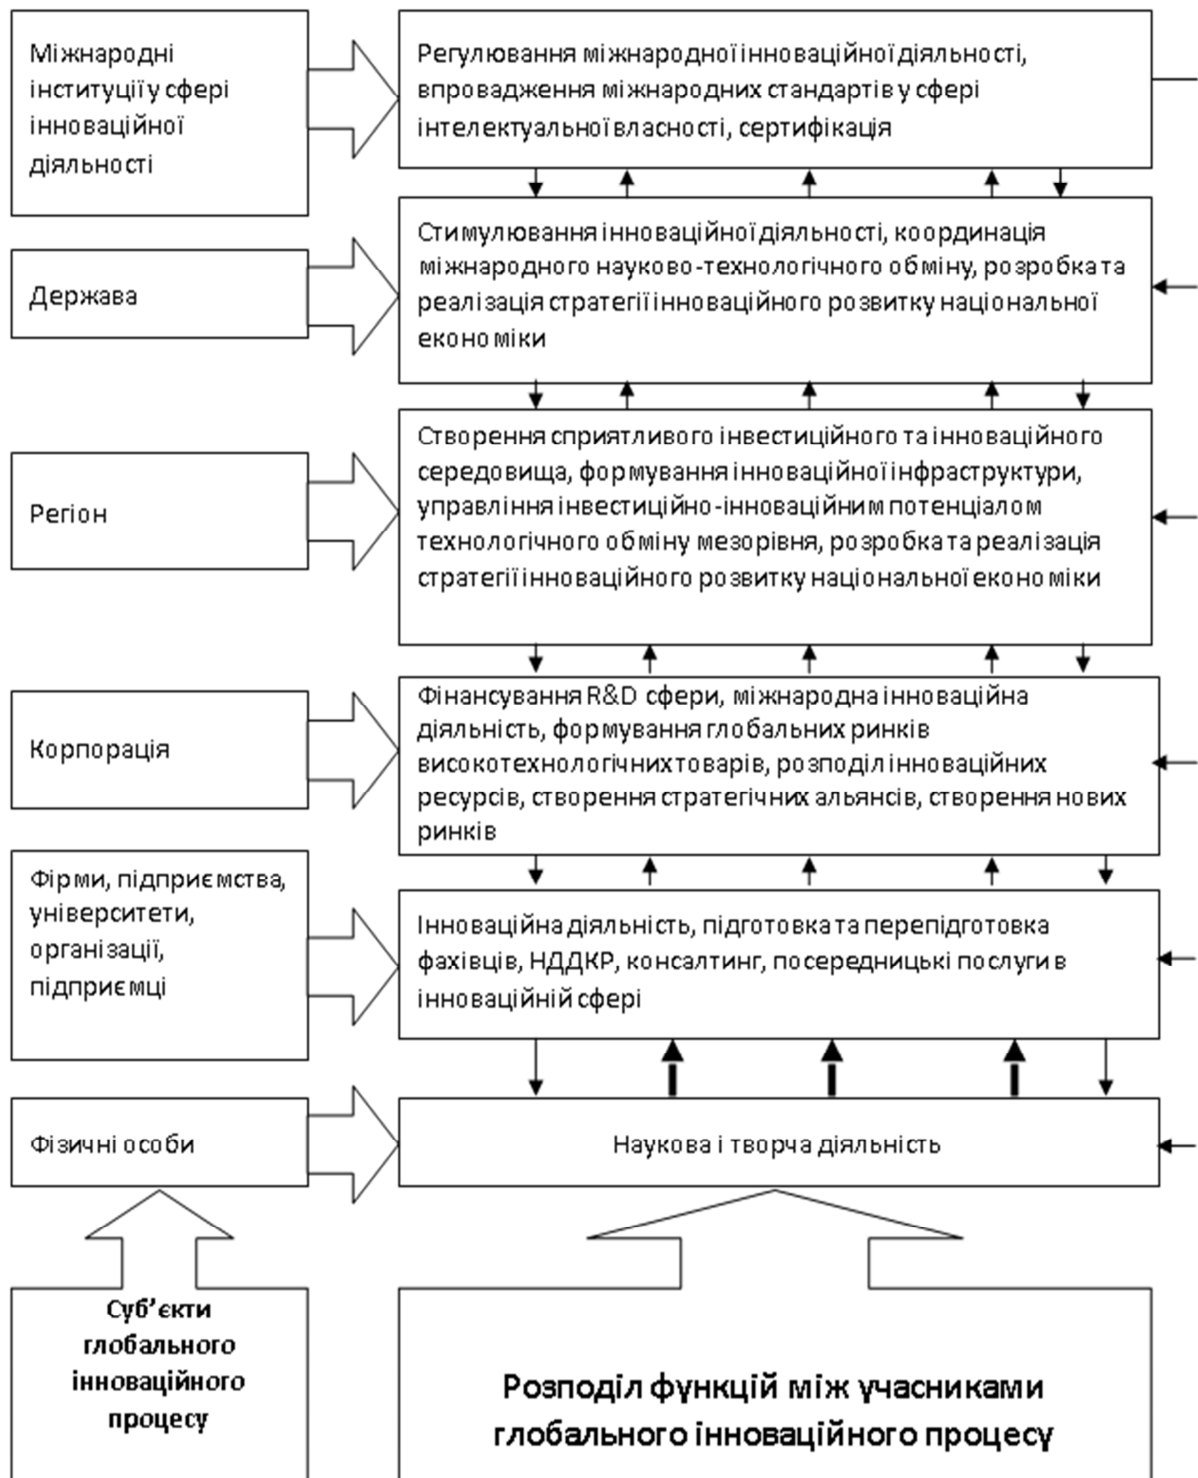 Міжнародні
інституції у сфері
інноваційної
діяльності
Регулювання міжнародної інноваційної діяльності,
впровадження міжнародних стандартів у сфері
інтелектуальної власності, сертифікація
Держава
Стимулювання інноваційної діяльності, координація
міжнародного науково-технологічного обміну, розробка та
реалізація стратегії інноваційного розвитку національної
економіки
Регіон
Створення сприятливого інвестиційного та інноваційного
середовища, формування інноваційної інфраструктури,
управління інвестиційно-інноваційним потенціалом
технологічного обміну мезорівня, розробка та реалізація
стратегії інноваційного розвитку національної економіки
Корпорація
Фінансування R&D сфери, міжнародна інноваційна
діяльність, формування глобальних ринків
високотехнологічних товарів, розподіл інноваційних
ресурсів, створення стратегічних альянсів, створення нових
ринків
Фірми, підприємства,
університети,
організації,
підприємці
Інноваційна діяльність, підготовка та перепідготовка
фахівців, НДДКР, консалтинг, посередницькі послуги в
інноваційній сфері
Фізичні особи
Наукова і творча діяльність
Суб’єкти
глобального
інноваційного
процесу
Розподіл функцій між учасниками
глобального інноваційного процесу